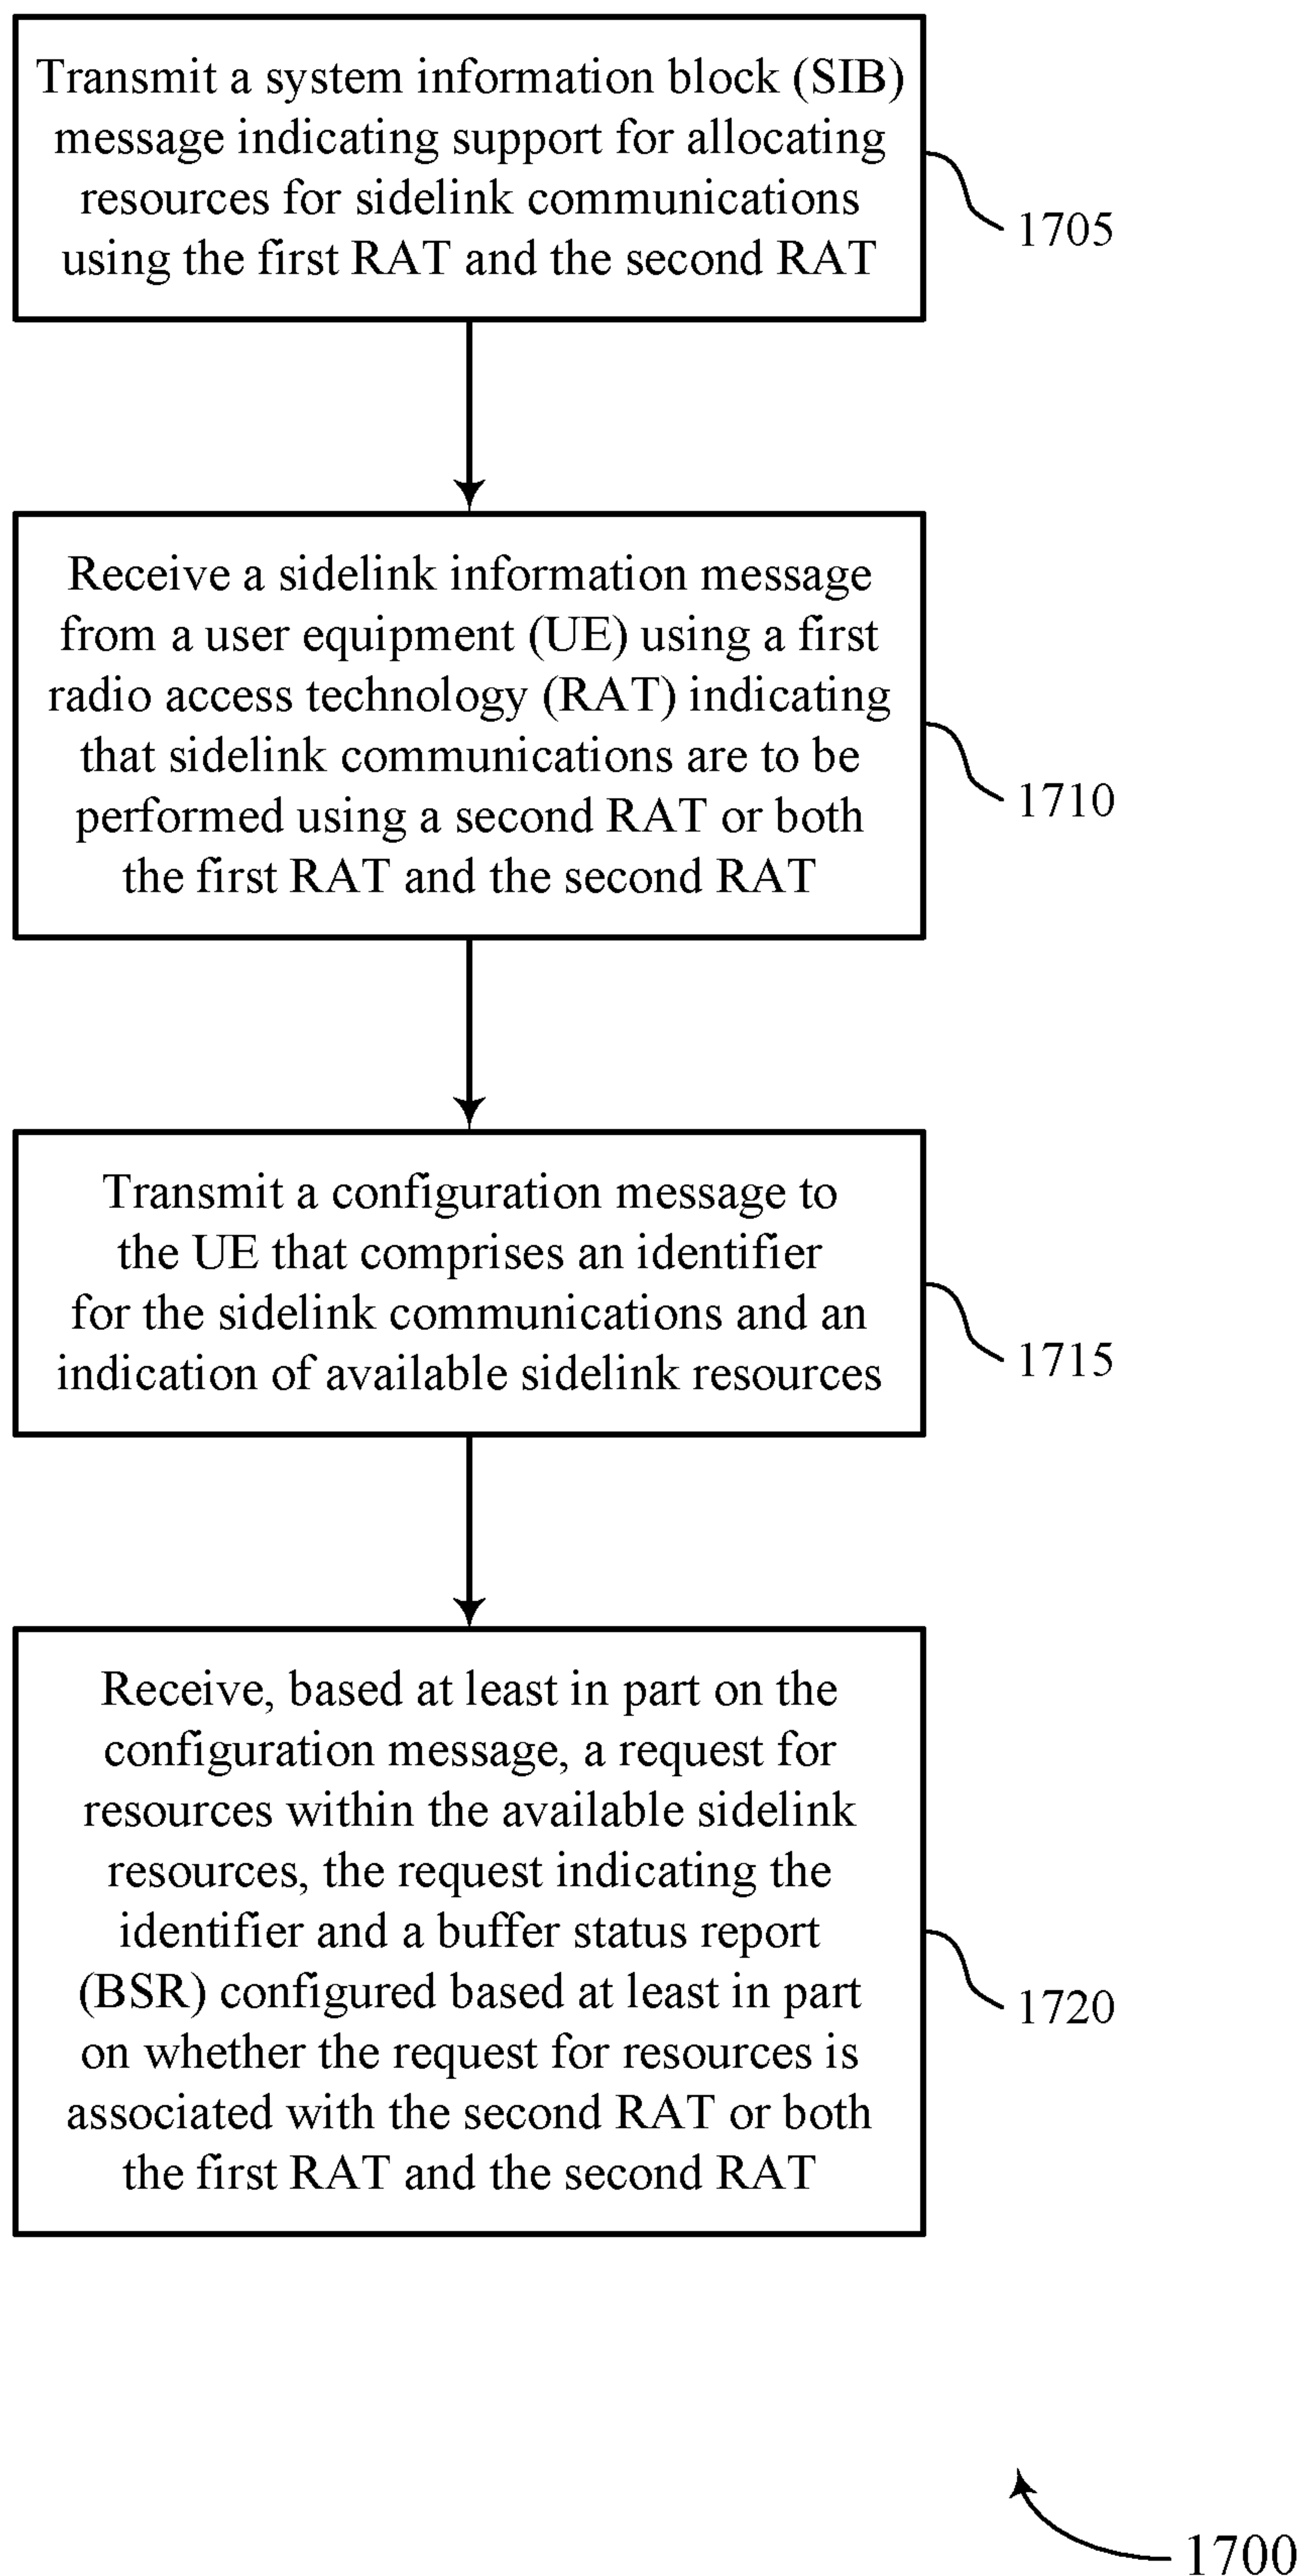 Transmit a system information block (SIB)
message indicating support for allocating
resources for sidelink communications
using the first RAT and the second RAT
1705
Receive a sidelink information message
from a user equipment (UE) using a first
radio access technology (RAT) indicating
that sidelink communications are to be
performed using a second RAT or both
the first RAT and the second RAT
1710
Transmit a configuration message to
the UE that comprises an identifier
for the sidelink communications and an
indication of available sidelink resources
1715
Receive, based at least in part on the
configuration message, a request for
resources within the available sidelink
resources, the request indicating the
identifier and a buffer status report
(BSR) configured based at least in part
on whether the request for resources is
associated with the second RAT or both
the first RAT and the second RAT
1720
1700